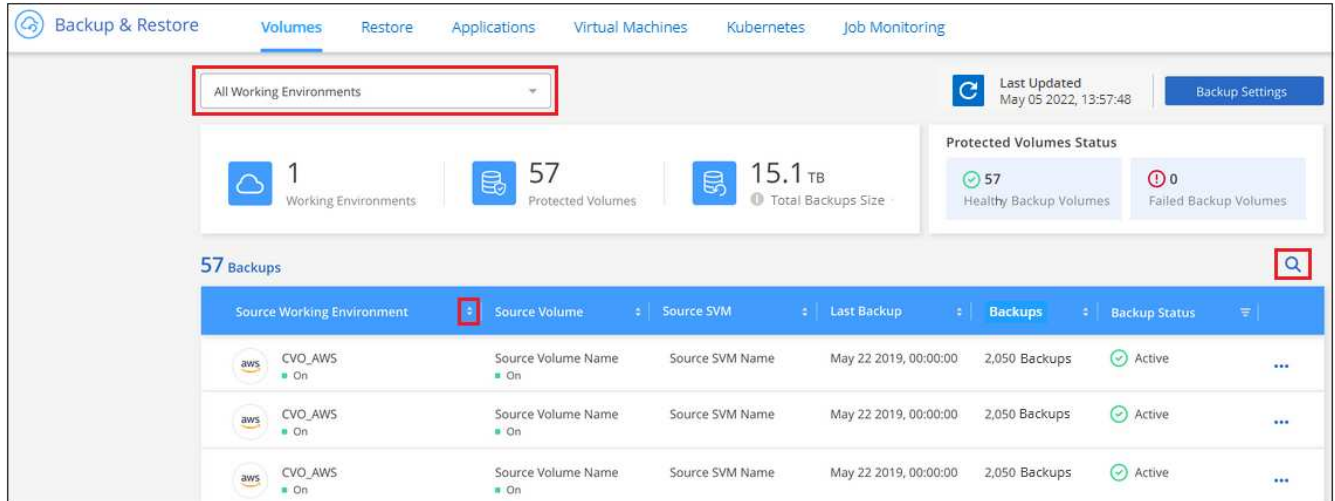 Backup & Restore Volumes Restore Applications Virtual Machines Kubernetes Job Monitoring
All Working Environments
Last Updated
May 05 2022, 13:57:48
Backup Settings
1
Working Environments
57
Protected Volumes
15.1 TB
Total Backups Size
Protected Volumes Status
57
Healthy Backup Volumes
0
Failed Backup Volumes
57 Backups
Source Working Environment Source Volume Source SVM Last Backup Backups Backup Status
aws CVO_AWS Source Volume Name Source SVM Name May 22 2019, 00:00:00 2,050 Backups Active
On On
aws CVO_AWS Source Volume Name Source SVM Name May 22 2019, 00:00:00 2,050 Backups Active
On On
aws CVO_AWS Source Volume Name Source SVM Name May 22 2019, 00:00:00 2,050 Backups Active
On On